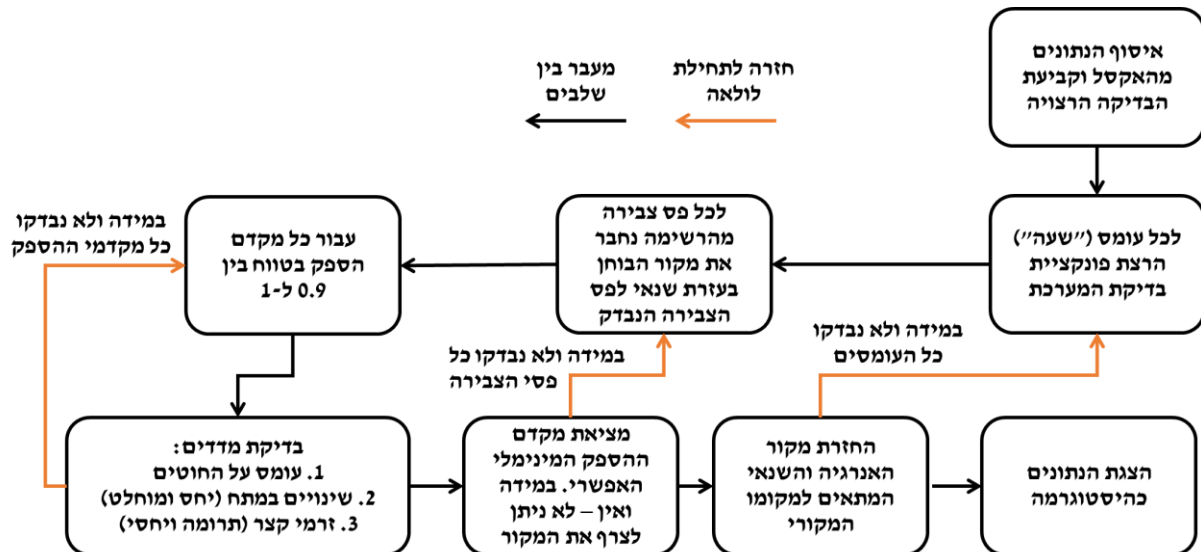 איסוף הנתונים
מהאקסל וקביעת
הבדיקה הרצויה
חזרה לתחילת
לולאה
מעבר בין
שלבים
לכל עומס ("שעה")
הרצת פונקציית
בדיקת המערכת
לכל פס צבירה
מהרשימה נחבר
את מקור הבוחן
בעזרת שנאי לפס
הצבירה הנבדק
עבור כל מקדם
הספק בטווח בין
0.9 ל-1
במידה ולא נבדקו
כל מקדמי ההספק
בדיקת מדדים:
1. עומס על החוטים
2. שינויים במתח (יחס ומוחלט)
3. זרמי קצר (תרומה ויחסי)
במידה ולא נבדקו כל
פסי הצבירה
מציאת מקדם
ההספק המינימלי
האפשרי. במידה
ואין – לא ניתן
לצרף את המקור
במידה ולא נבדקו
כל העומסים
החזרת מקור
האנרגיה והשנאי
המתאים למקומו
המקורי
הצגת הנתונים
כהיסטוגרמה